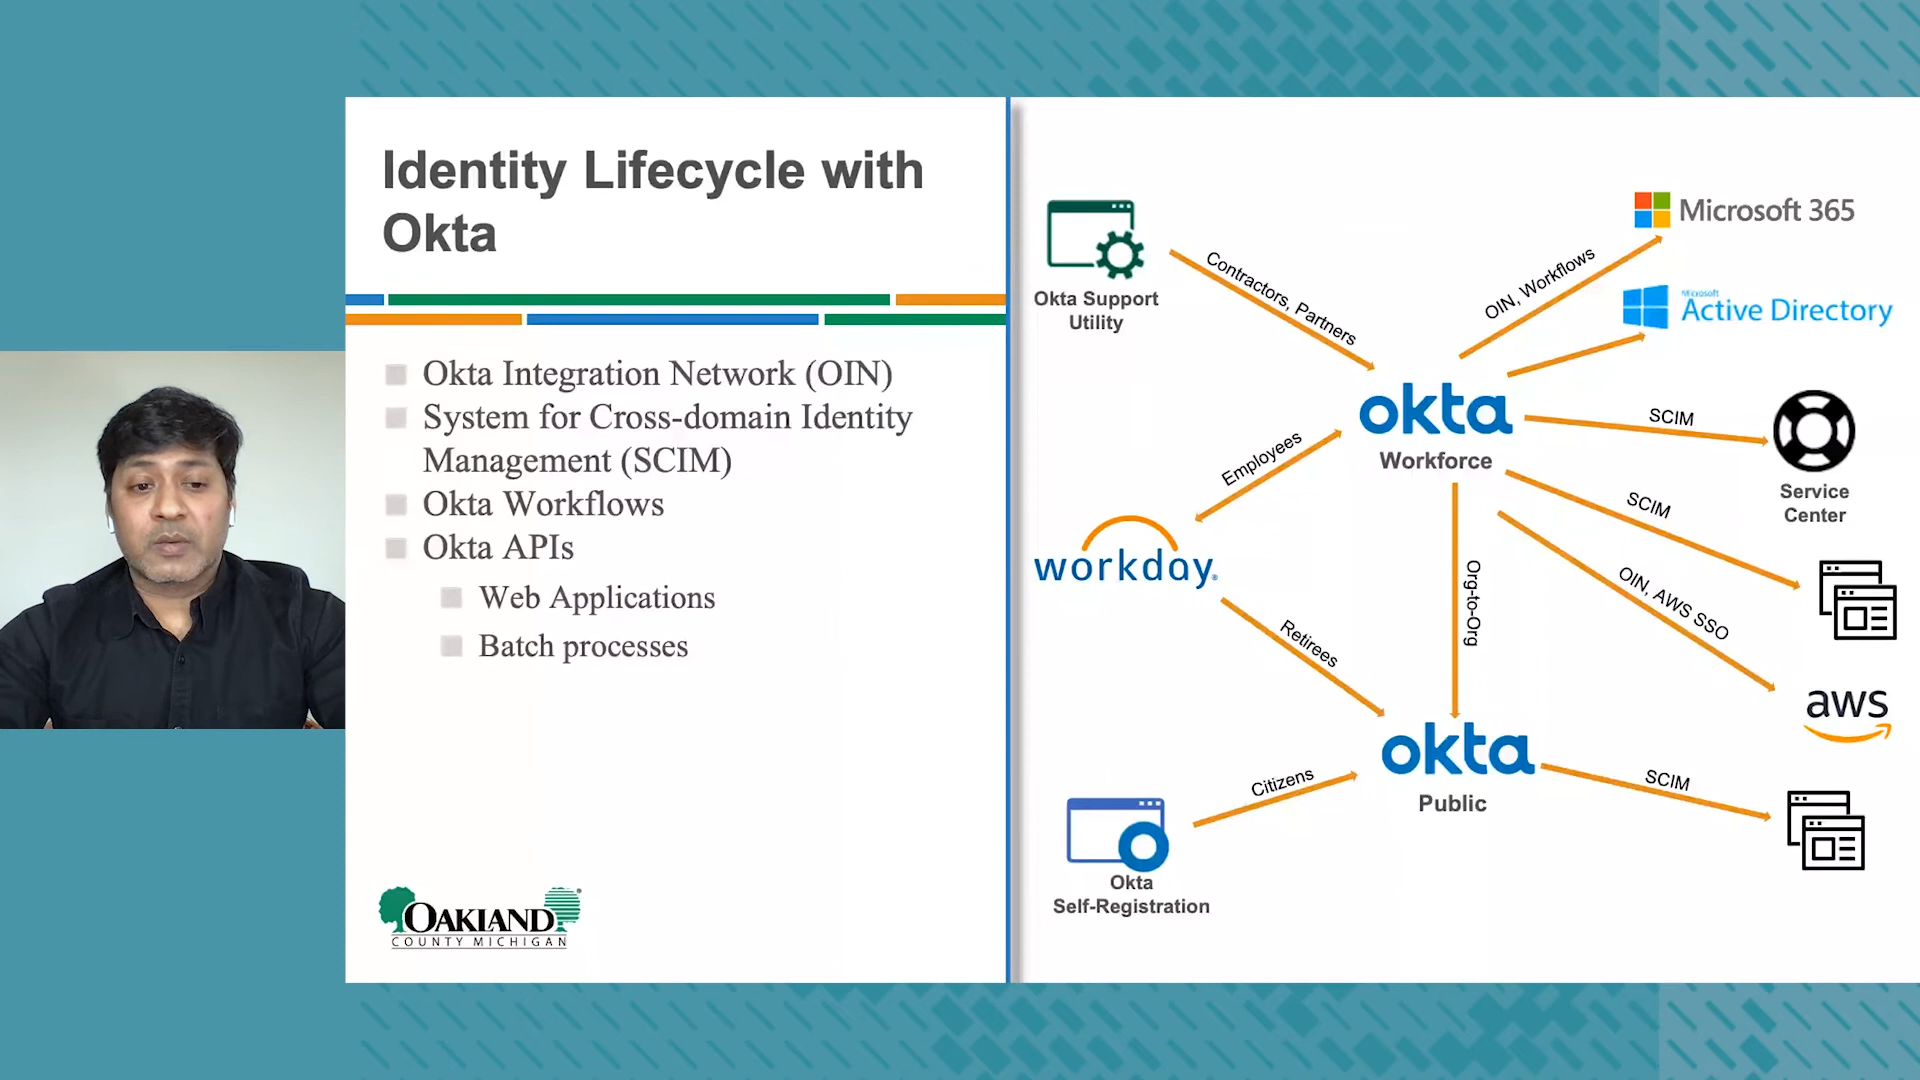 Identity Lifecycle with
Okta
Okta Integration Network (OIN)
System for Cross-domain Identity
Management (SCIM)
Okta Workflows
Okta APIs
Web Applications
Batch processes
OAKLAND
COUNTY MICHIGAN
Okta Support
Utility
Contractors, Partners
OIN, Workflows
Microsoft 365
Microsoft
Active Directory
okta
Workforce
SCIM
Service
Center
Employees
workday
SCIM
OIN, AWS SSO
Org-to-Org
Retirees
aws
okta
Public
Citizens
SCIM
Okta
Self-Registration